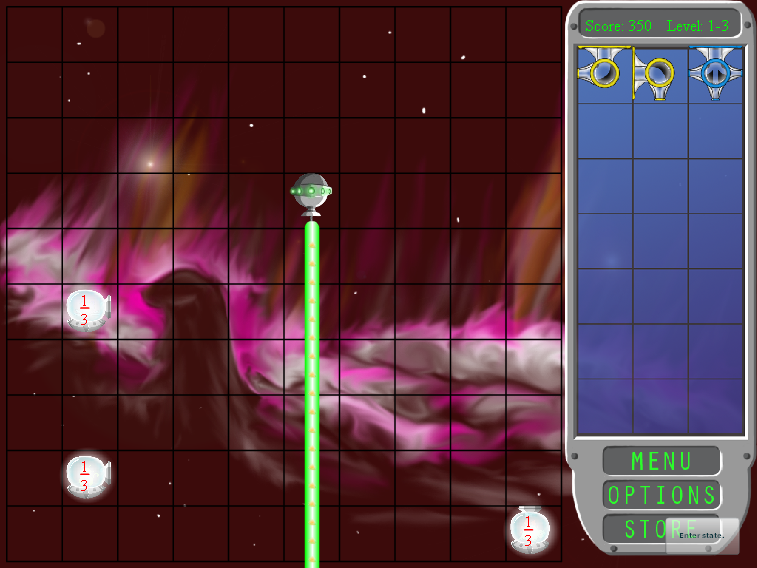 Score: 350 Level: 1-3
1
3
1
3
1
3
MENU
OPTIONS
STORE
Enter state.